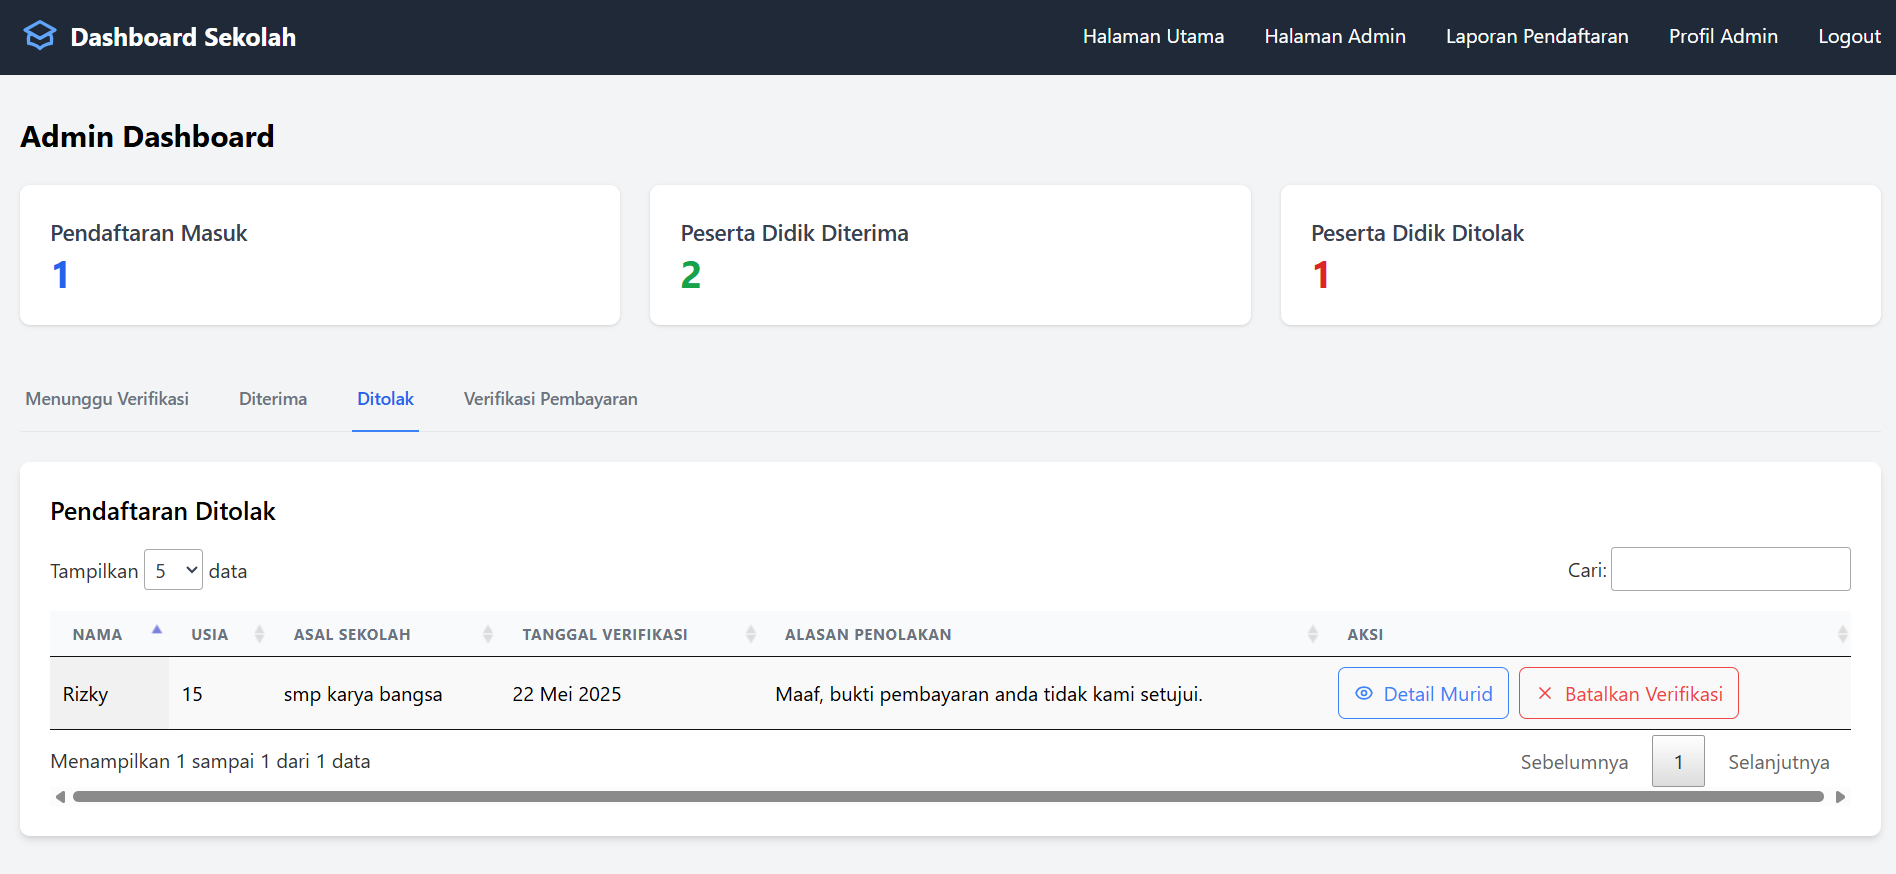 Dashboard Sekolah
Halaman Utama
Halaman Admin
Laporan Pendaftaran
Profil Admin
Logout
Admin Dashboard
Pendaftaran Masuk
1
Peserta Didik Diterima
2
Peserta Didik Ditolak
1
Menunggu Verifikasi
Diterima
Ditolak
Verifikasi Pembayaran
Pendaftaran Ditolak
Tampilkan 5 data
Cari:
NAMA USIA ASAL SEKOLAH TANGGAL VERIFIKASI ALASAN PENOLAKAN AKSI
Rizky 15 smp karya bangsa 22 Mei 2025 Maaf, bukti pembayaran anda tidak kami setujui. Detail Murid Batalkan Verifikasi
Menampilkan 1 sampai 1 dari 1 data
Sebelumnya 1 Selanjutnya